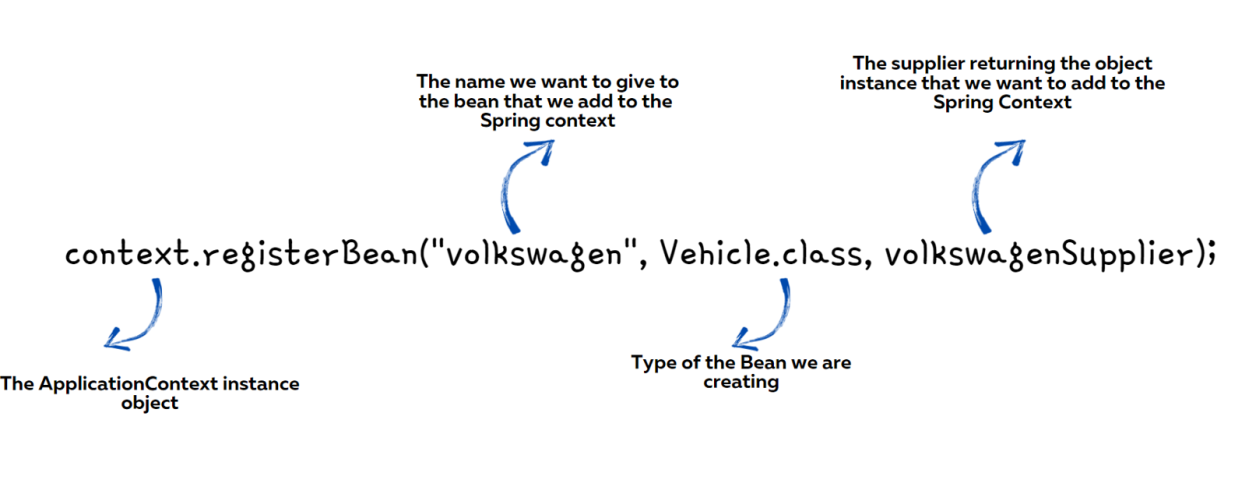 The supplier returning the object
instance that we want to add to the
Spring Context
The name we want to give to
the bean that we add to the
Spring context
context.registerBean("volkswagen", Vehicle.class, volkswagenSupplier);
Type of the Bean we are
creating
The ApplicationContext instance
object